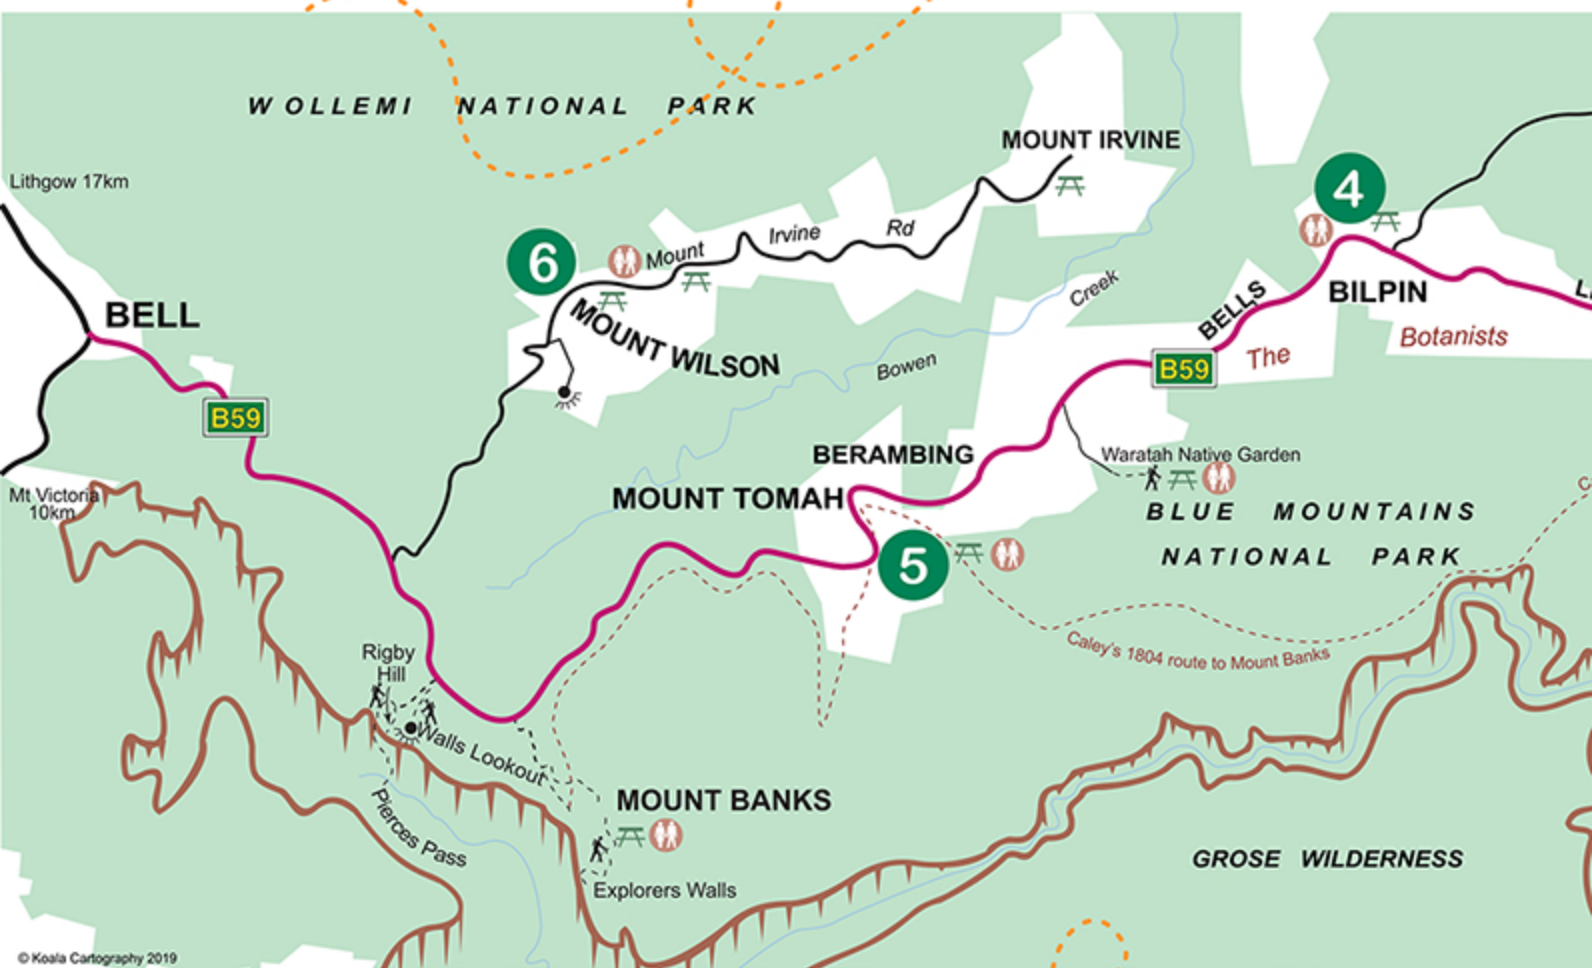 WOLLEMI NATIONAL PARK
MOUNT IRVINE
Lithgow 17km
4
6
Mount Irvine Rd
BELL
MOUNT WILSON
Creek
BELLS
BILPIN
B59
The Botanists
Bowen
B59
BERAMBING
Waratah Native Garden
MOUNT TOMAH
Mt Victoria
10km
BLUE MOUNTAINS
NATIONAL PARK
5
Caley's 1804 route to Mount Banks
Rigby
Hill
Walls Lookout
MOUNT BANKS
Pierces Pass
GROSE WILDERNESS
Explorers Walls
© Koala Cartography 2019